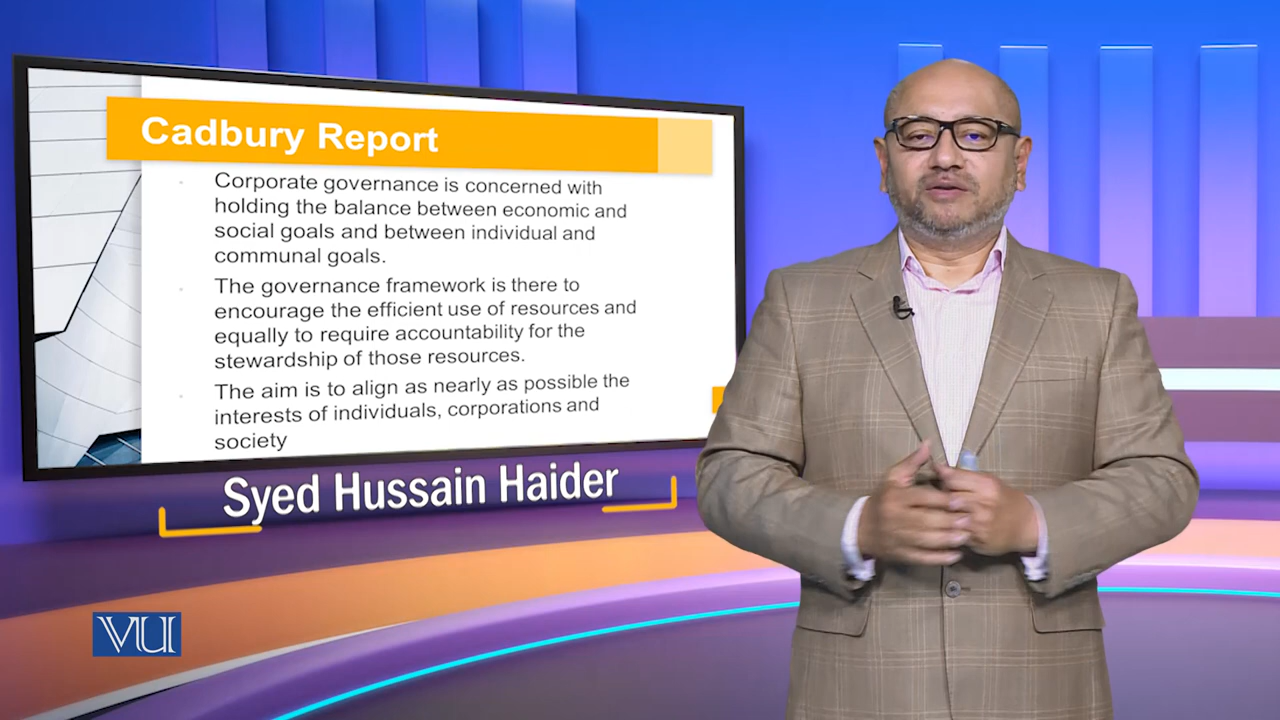 Cadbury Report
Corporate governance is concerned with
holding the balance between economic and
social goals and between individual and
communal goals.
The governance framework is there to
encourage the efficient use of resources and
equally to require accountability for the
stewardship of those resources.
The aim is to align as nearly as possible the
interests of individuals, corporations and
society
Syed Hussain Haider
VU